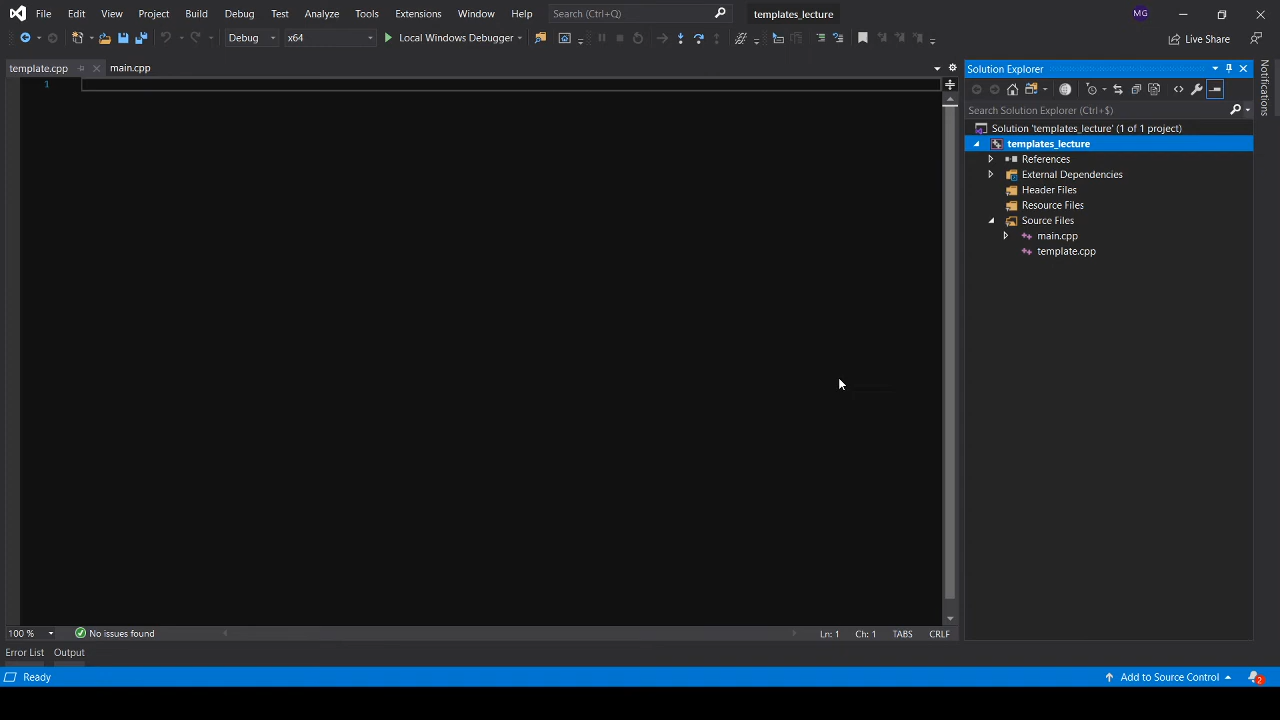 File Edit View Project Build Debug Test Analyze Tools Extensions Window Help Search (Ctrl+Q) templates_lecture MG
Debug x64 Local Windows Debugger Live Share
template.cpp main.cpp
1
Solution Explorer
Search Solution Explorer (Ctrl+$)
Solution 'templates_lecture' (1 of 1 project)
templates_lecture
References
External Dependencies
Header Files
Resource Files
Source Files
main.cpp
template.cpp
Notifications
100 % No issues found Ln: 1 Ch: 1 TABS CRLF
Error List Output
Ready Add to Source Control 2